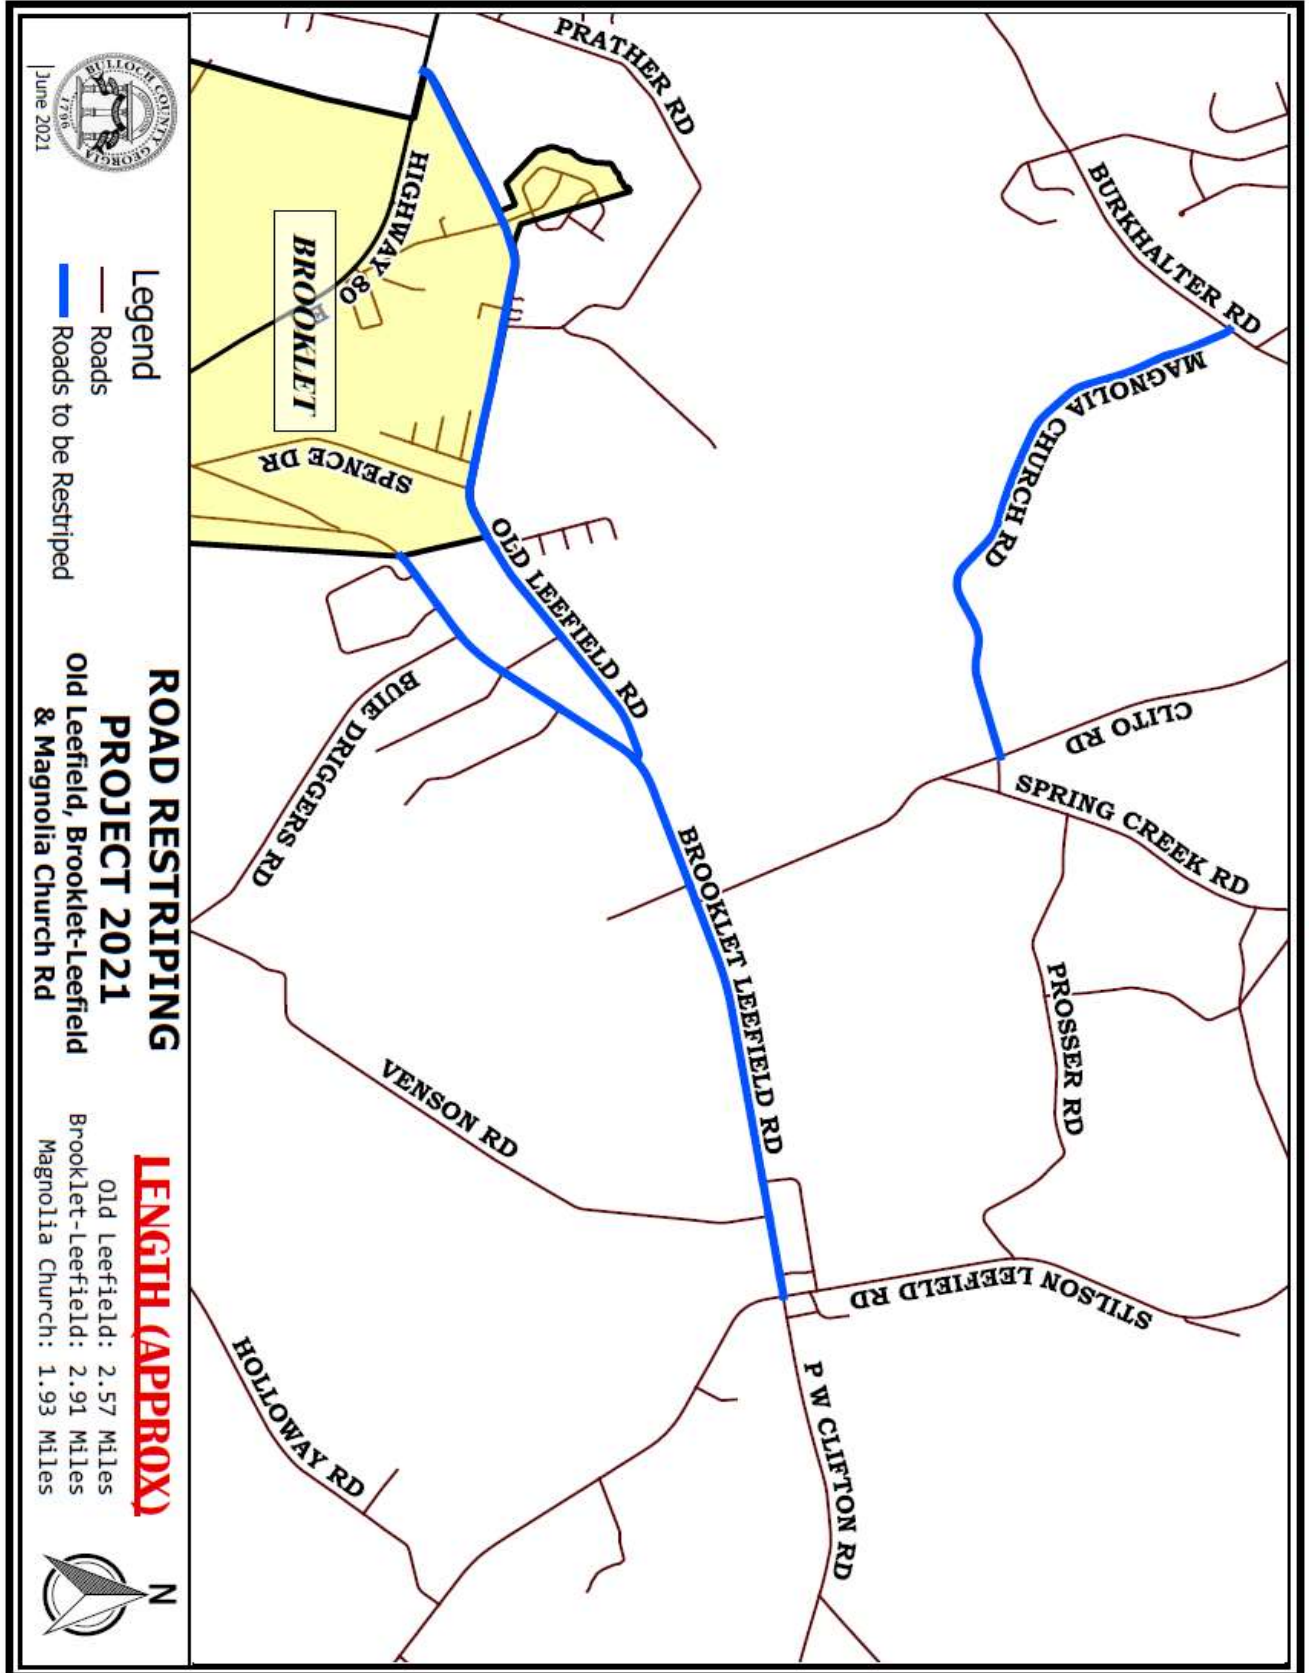 PRATHER RD
BURKHALTER RD
MAGNOLIA CHURCH RD
HIGHWAY 80 E
BROOKLET
SPENCE DR
OLD LEEFIELD RD
CLITO RD
SPRING CREEK RD
BUIE DRIGGERS RD
BROOKLET LEEFIELD RD
PROSSER RD
VENSON RD
STILSON LEEFIELD RD
P W CLIFTON RD
HOLLOWAY RD
BULLOCH COUNTY
GEORGIA
1796
June 2021
Legend
Roads
Roads to be Restriped
ROAD RESTRIPING
PROJECT 2021
Old Leefield, Brooklet-Leefield
& Magnolia Church Rd
LENGTH (APPROX)
Old Leefield: 2.57 Miles
Brooklet-Leefield: 2.91 Miles
Magnolia Church: 1.93 Miles
N